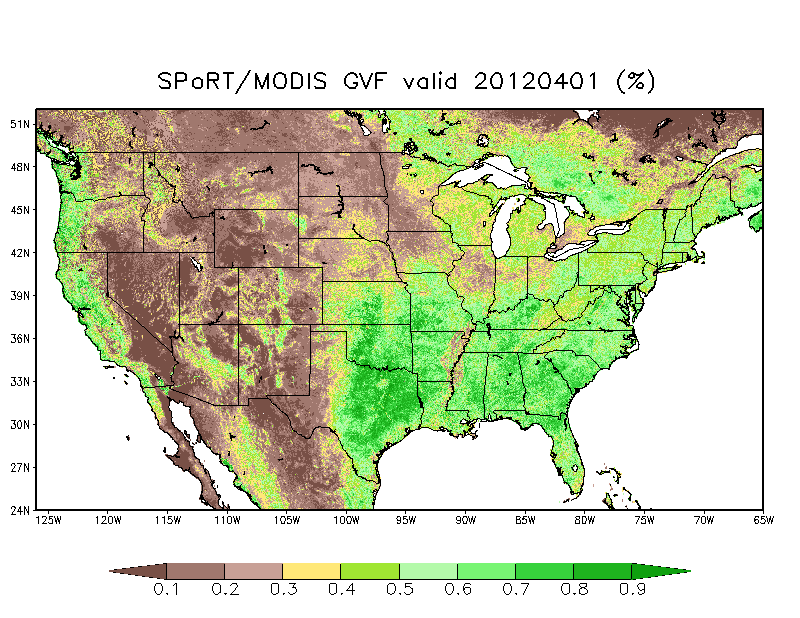 SPoRT/MODIS GVF valid 20120401 (%)
51N
48N
45N
42N
39N
36N
33N
30N
27N
24N
125W 120W 115W 110W 105W 100W 95W 90W 85W 80W 75W 70W 65W
0.1 0.2 0.3 0.4 0.5 0.6 0.7 0.8 0.9